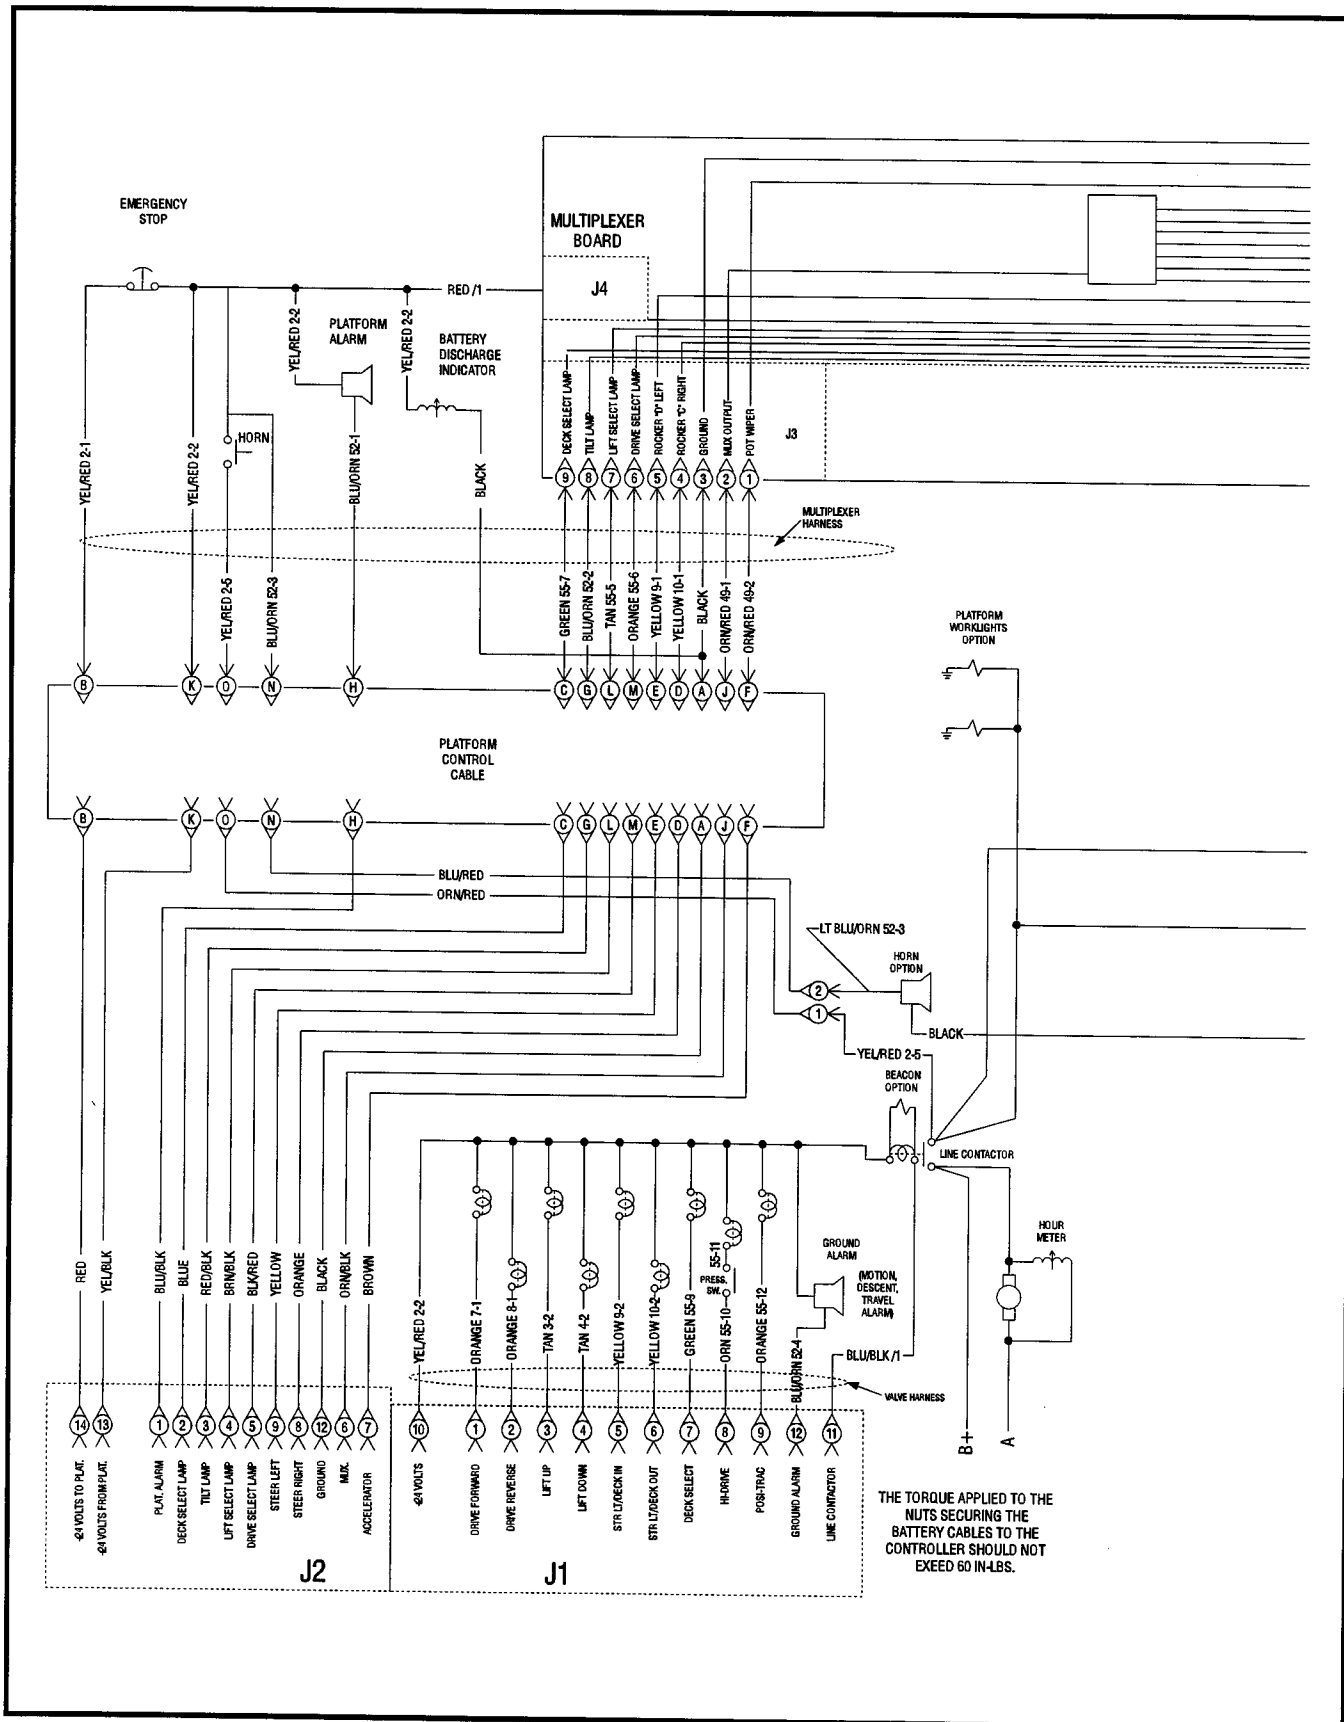 EMERGENCY
STOP
MULTIPLEXER
BOARD
J4
RED /1
YEL/RED 2-2
PLATFORM
ALARM
YEL/RED 2-2
BATTERY
DISCHARGE
INDICATOR
DECK SELECT LAMP
TILT LAMP
LIFT SELECT LAMP
DRIVE SELECT LAMP
ROCKER "D" LEFT
ROCKER "C" RIGHT
GROUND
MUX OUTPUT
POT WIPER
J3
YEL/RED 2-1
YEL/RED 2-2
HORN
BLU/ORN 52-1
BLACK
9 8 7 6 5 4 3 2 1
MULTIPLEXER
HARNESS
YEL/RED 2-5
BLU/ORN 52-3
GREEN 55-7
BLU/ORN 52-2
TAN 55-5
ORANGE 55-6
YELLOW 9-1
YELLOW 10-1
BLACK
ORN/RED 49-1
ORN/RED 49-2
PLATFORM
WORKLIGHTS
OPTION
B K O N H C G L M E D A J F
PLATFORM
CONTROL
CABLE
B K O N H C G L M E D A J F
BLU/RED
ORN/RED
LT BLU/ORN 52-3
HORN
OPTION
2
1
BLACK
YEL/RED 2-5
BEACON
OPTION
LINE CONTACTOR
RED
YEL/BLK
BLU/BLK
BLUE
RED/BLK
BRN/BLK
BLK/RED
YELLOW
ORANGE
BLACK
ORN/BLK
BROWN
YEL/RED 2-2
ORANGE 7-1
ORANGE 8-1
TAN 3-2
TAN 4-2
YELLOW 9-2
YELLOW 10-2
GREEN 55-9
55-11
PRESS.
SW.
ORN 55-10
ORANGE 55-12
GROUND
ALARM
(MOTION,
DESCENT,
TRAVEL
ALARM)
BLU/ORN 52-4
BLU/BLK /1
HOUR
METER
VALVE HARNESS
14 13 1 2 3 4 5 9 8 12 6 7
10 1 2 3 4 5 6 7 8 9 12 11
B+
A
+24 VOLTS TO PLAT.
+24 VOLTS FROM PLAT.
PLAT. ALARM
DECK SELECT LAMP
TILT LAMP
LIFT SELECT LAMP
DRIVE SELECT LAMP
STEER LEFT
STEER RIGHT
GROUND
MUX.
ACCELERATOR
J2
-24 VOLTS
DRIVE FORWARD
DRIVE REVERSE
LIFT UP
LIFT DOWN
STR LT/DECK IN
STR LT/DECK OUT
DECK SELECT
HI-DRIVE
POSI-TRAC
GROUND ALARM
LINE CONTACTOR
J1
THE TORQUE APPLIED TO THE
NUTS SECURING THE
BATTERY CABLES TO THE
CONTROLLER SHOULD NOT
EXEED 60 IN-LBS.